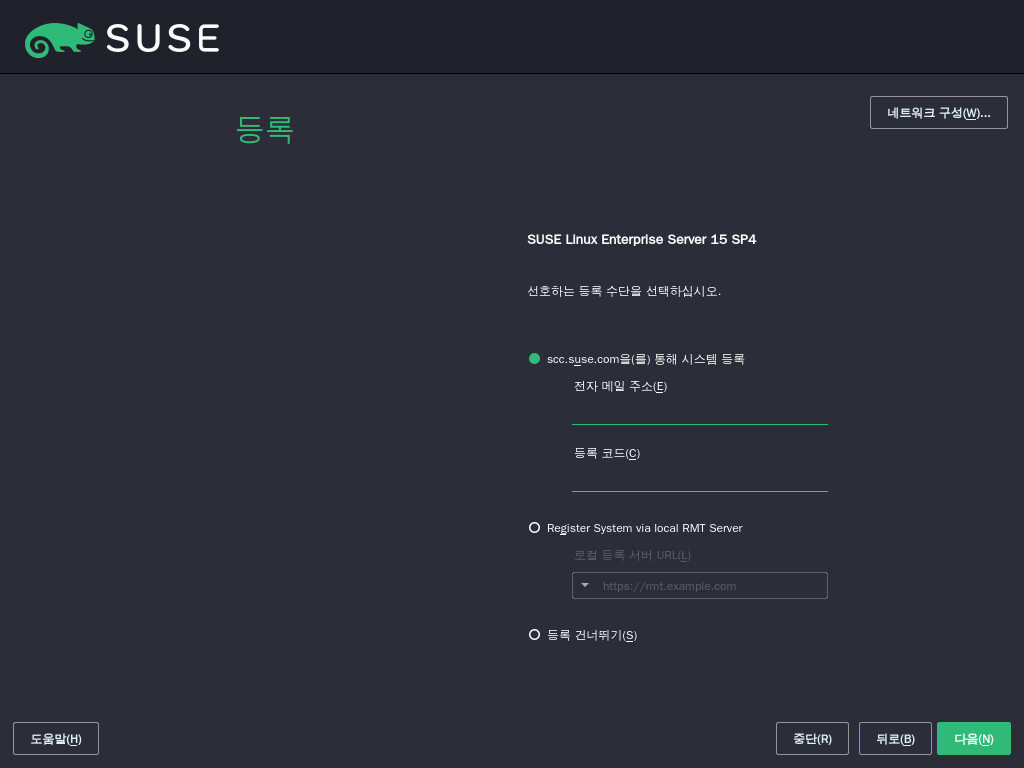 SUSE
네트워크 구성(W)...
등록
SUSE Linux Enterprise Server 15 SP4
선호하는 등록 수단을 선택하십시오.
scc.suse.com을(를) 통해 시스템 등록
전자 메일 주소(E)
등록 코드(C)
Register System via local RMT Server
로컬 등록 서버 URL(L)
https://rmt.example.com
등록 건너뛰기(S)
도움말(H)
중단(R)
뒤로(B)
다음(N)